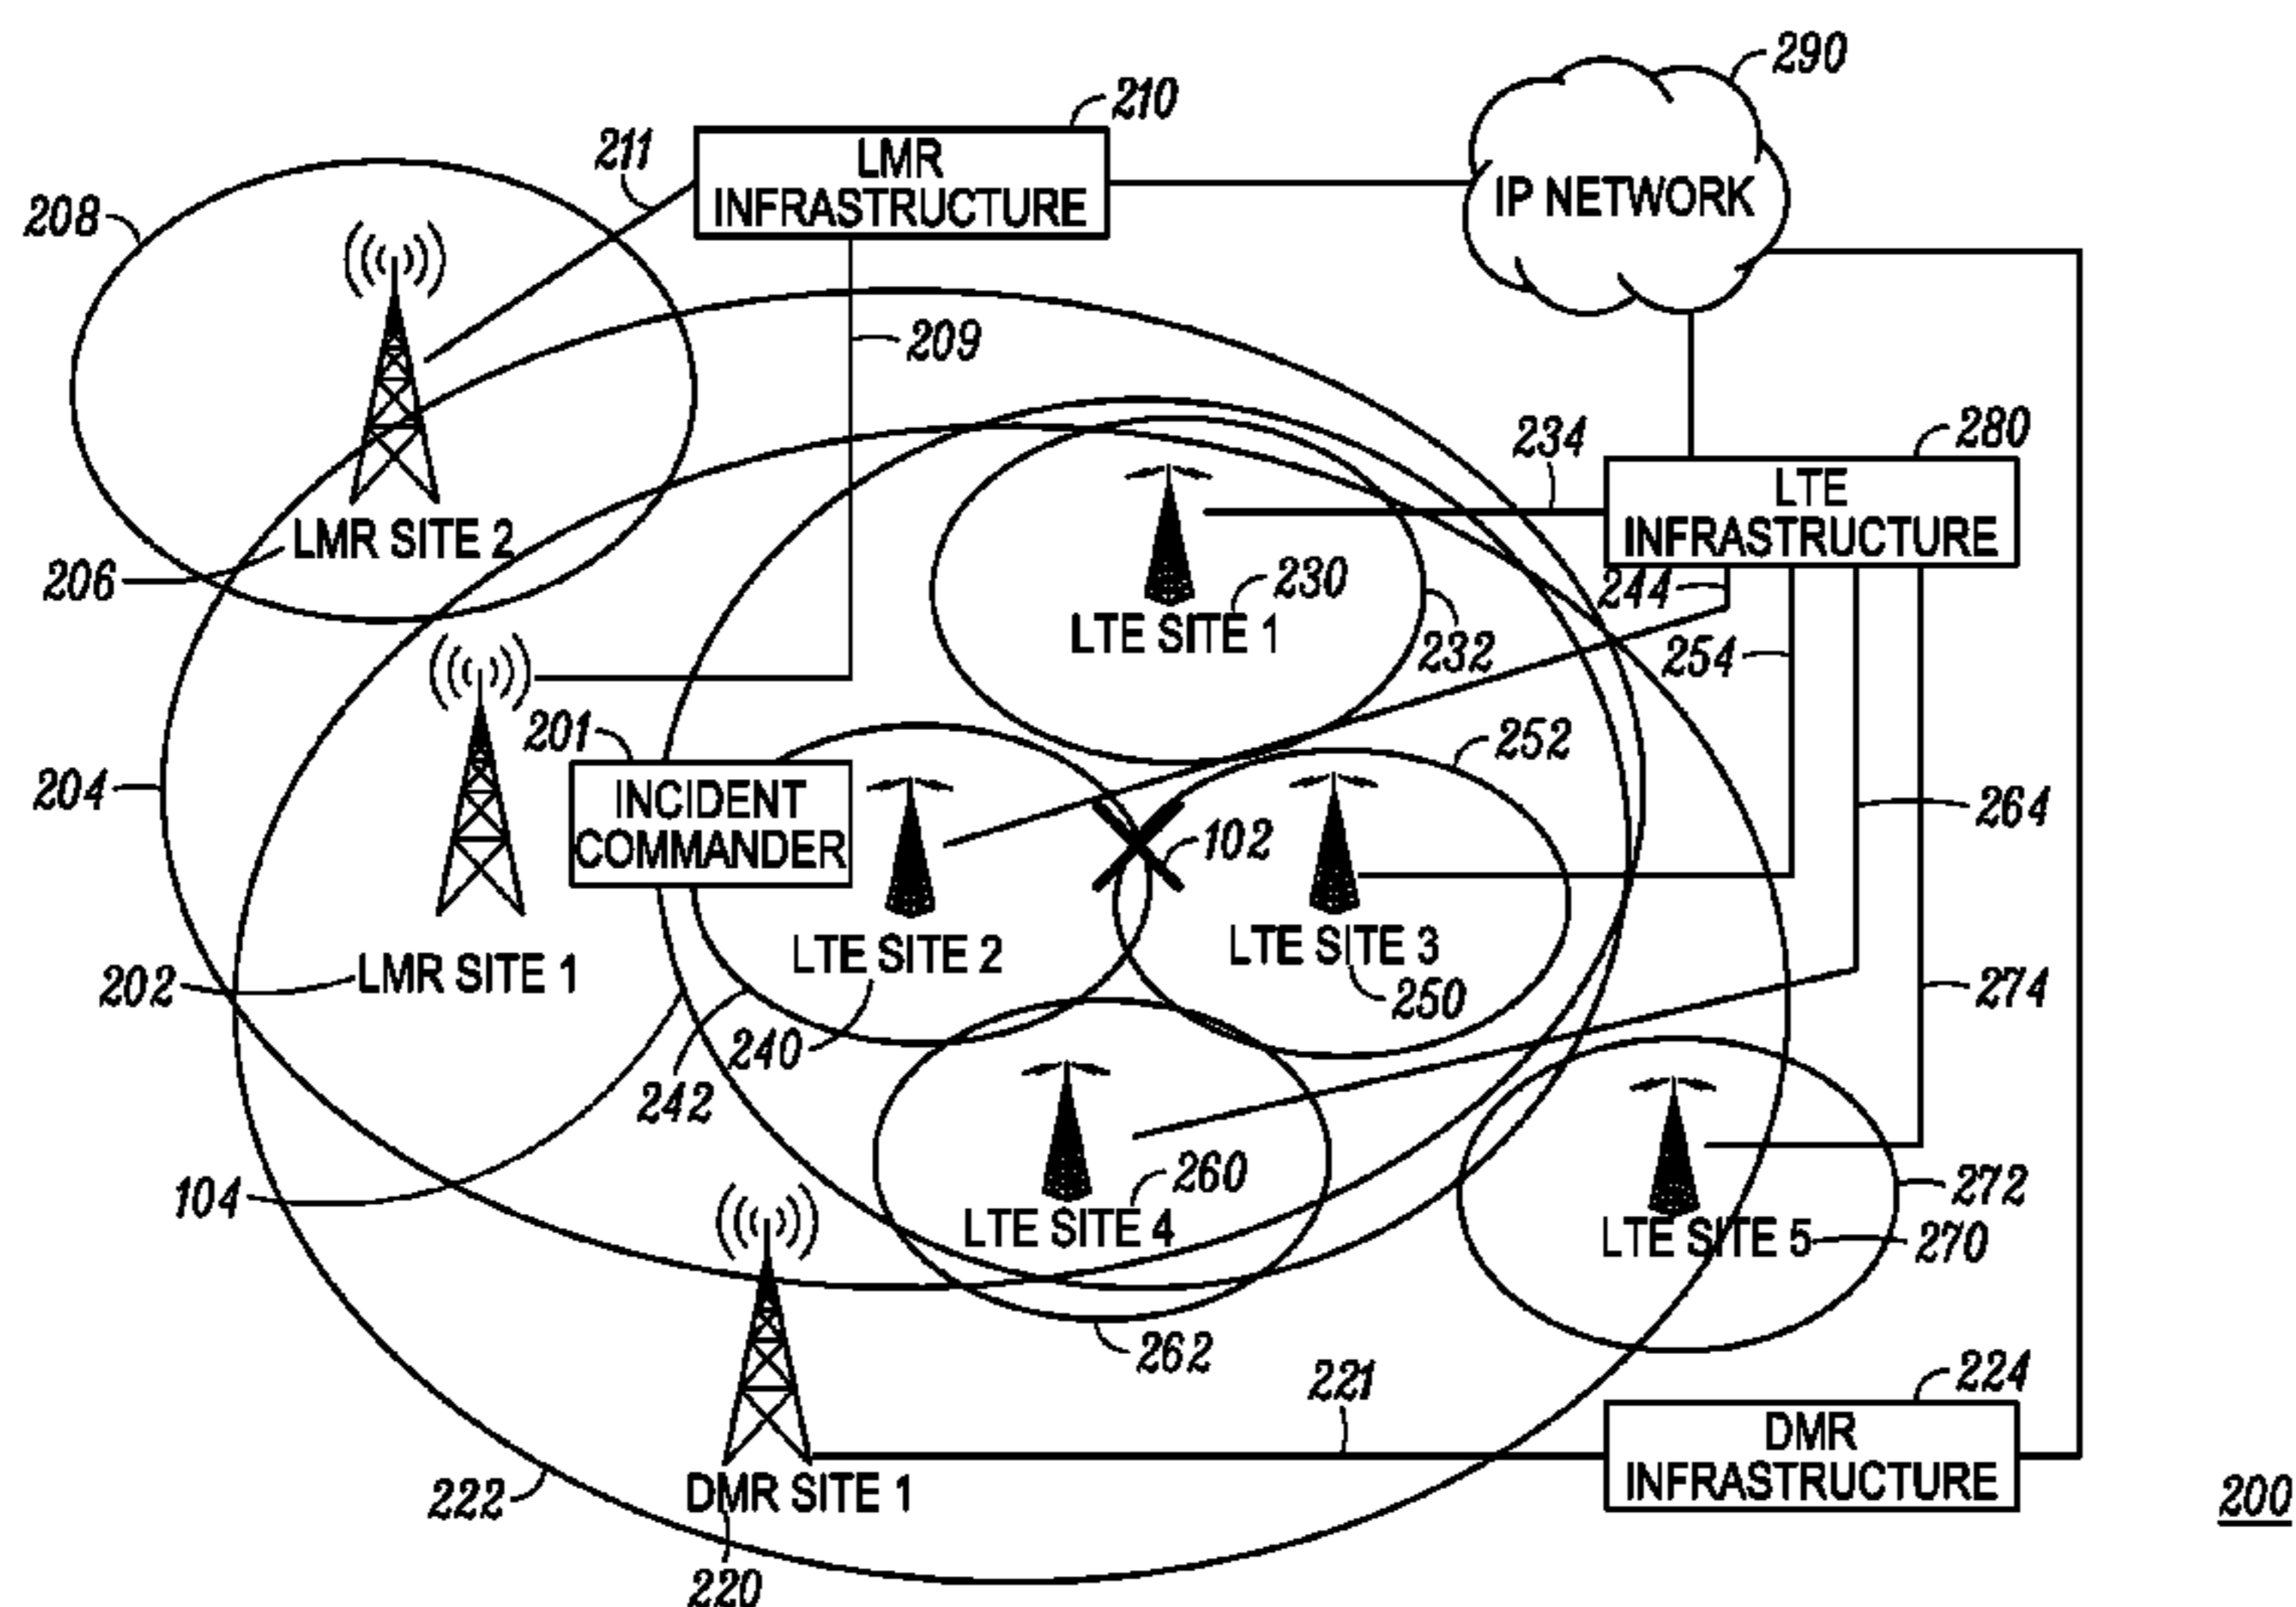 290
210
211
LMR
INFRASTRUCTURE
IP NETWORK
208
209
280
234
LTE
INFRASTRUCTURE
LMR SITE 2
206
244
230
LTE SITE 1
232
254
201
252
INCIDENT
COMMANDER
204
264
102
LTE SITE 2
LTE SITE 3
LMR SITE 1
202
250
274
240
242
104
260
272
LTE SITE 4
LTE SITE 5
270
262
221
224
DMR
INFRASTRUCTURE
222
DMR SITE 1
200
220